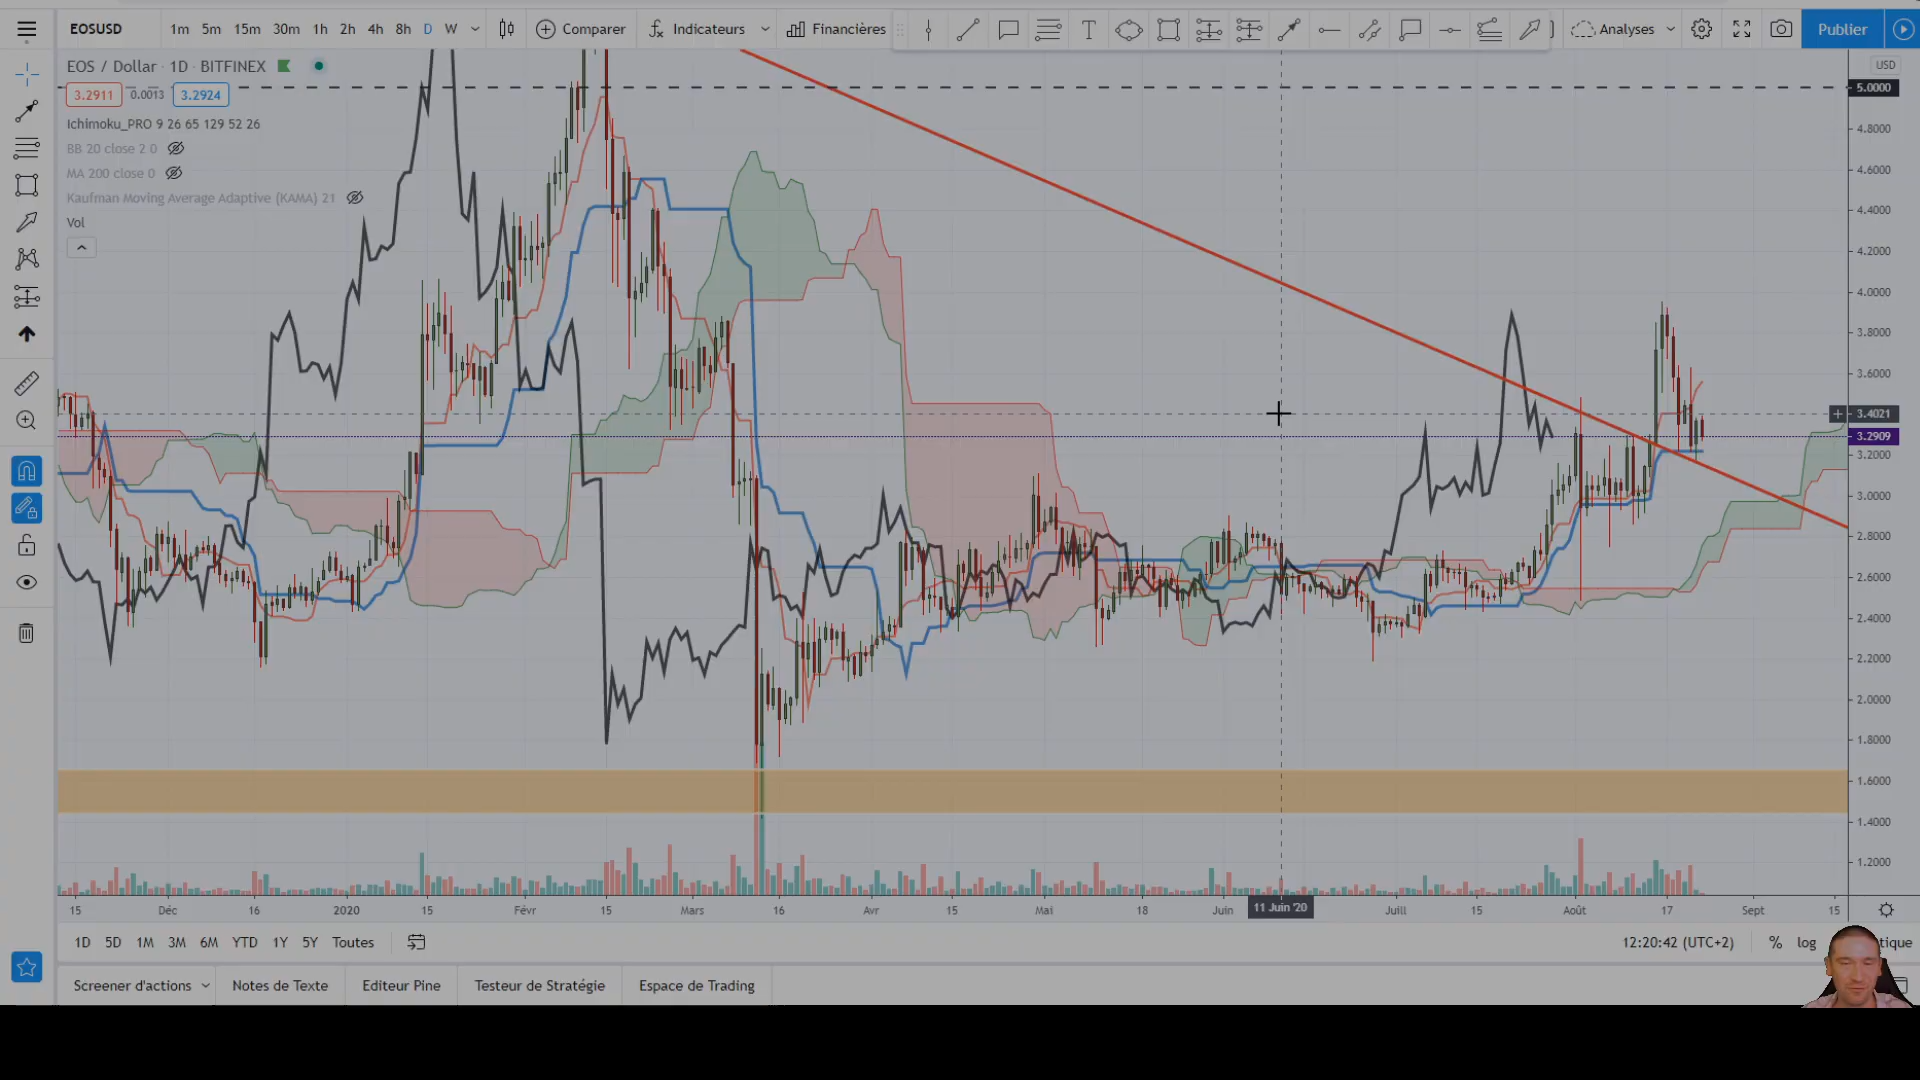 EOSUSD 1m 5m 15m 30m 1h 2h 4h 8h D W Comparer Indicateurs Financières Analyses Publier
EOS / Dollar · 1D · BITFINEX USD
3.2911 0.0013 3.2924 5.0000
Ichimoku_PRO 9 26 65 129 52 26 4.8000
BB 20 close 2 0
MA 200 close 0 4.6000
Kaufman Moving Average Adaptive (KAMA) 21
4.4000
Vol
4.2000
4.0000
3.8000
3.6000
3.4021
3.2909
3.2000
3.0000
2.8000
2.6000
2.4000
2.2000
2.0000
1.8000
1.6000
1.4000
1.2000
15 Déc 16 2020 15 Févr 15 Mars 16 Avr 15 Mai 18 Juin 11 Juin '20 Juill 15 Août 17 Sept 15
1D 5D 1M 3M 6M YTD 1Y 5Y Toutes 12:20:42 (UTC+2) % log tique
Screener d'actions Notes de Texte Editeur Pine Testeur de Stratégie Espace de Trading